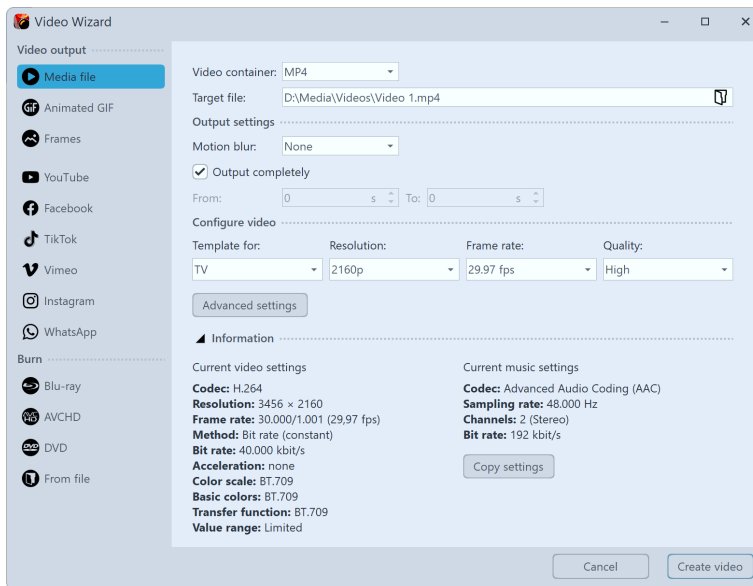 Video Wizard
Video output
Media file
GIF Animated GIF
Frames
YouTube
Facebook
TikTok
Vimeo
Instagram
WhatsApp
Burn
Blu-ray
AVC HD AVCHD
DVD DVD
From file
Video container: MP4
Target file: D:\Media\Videos\Video 1.mp4
Output settings
Motion blur: None
Output completely
From: 0 s To: 0 s
Configure video
Template for: Resolution: Frame rate: Quality:
TV 2160p 29.97 fps High
Advanced settings
Information
Current video settings
Codec: H.264
Resolution: 3456 × 2160
Frame rate: 30.000/1.001 (29,97 fps)
Method: Bit rate (constant)
Bit rate: 40.000 kbit/s
Acceleration: none
Color scale: BT.709
Basic colors: BT.709
Transfer function: BT.709
Value range: Limited
Current music settings
Codec: Advanced Audio Coding (AAC)
Sampling rate: 48.000 Hz
Channels: 2 (Stereo)
Bit rate: 192 kbit/s
Copy settings
Cancel Create video